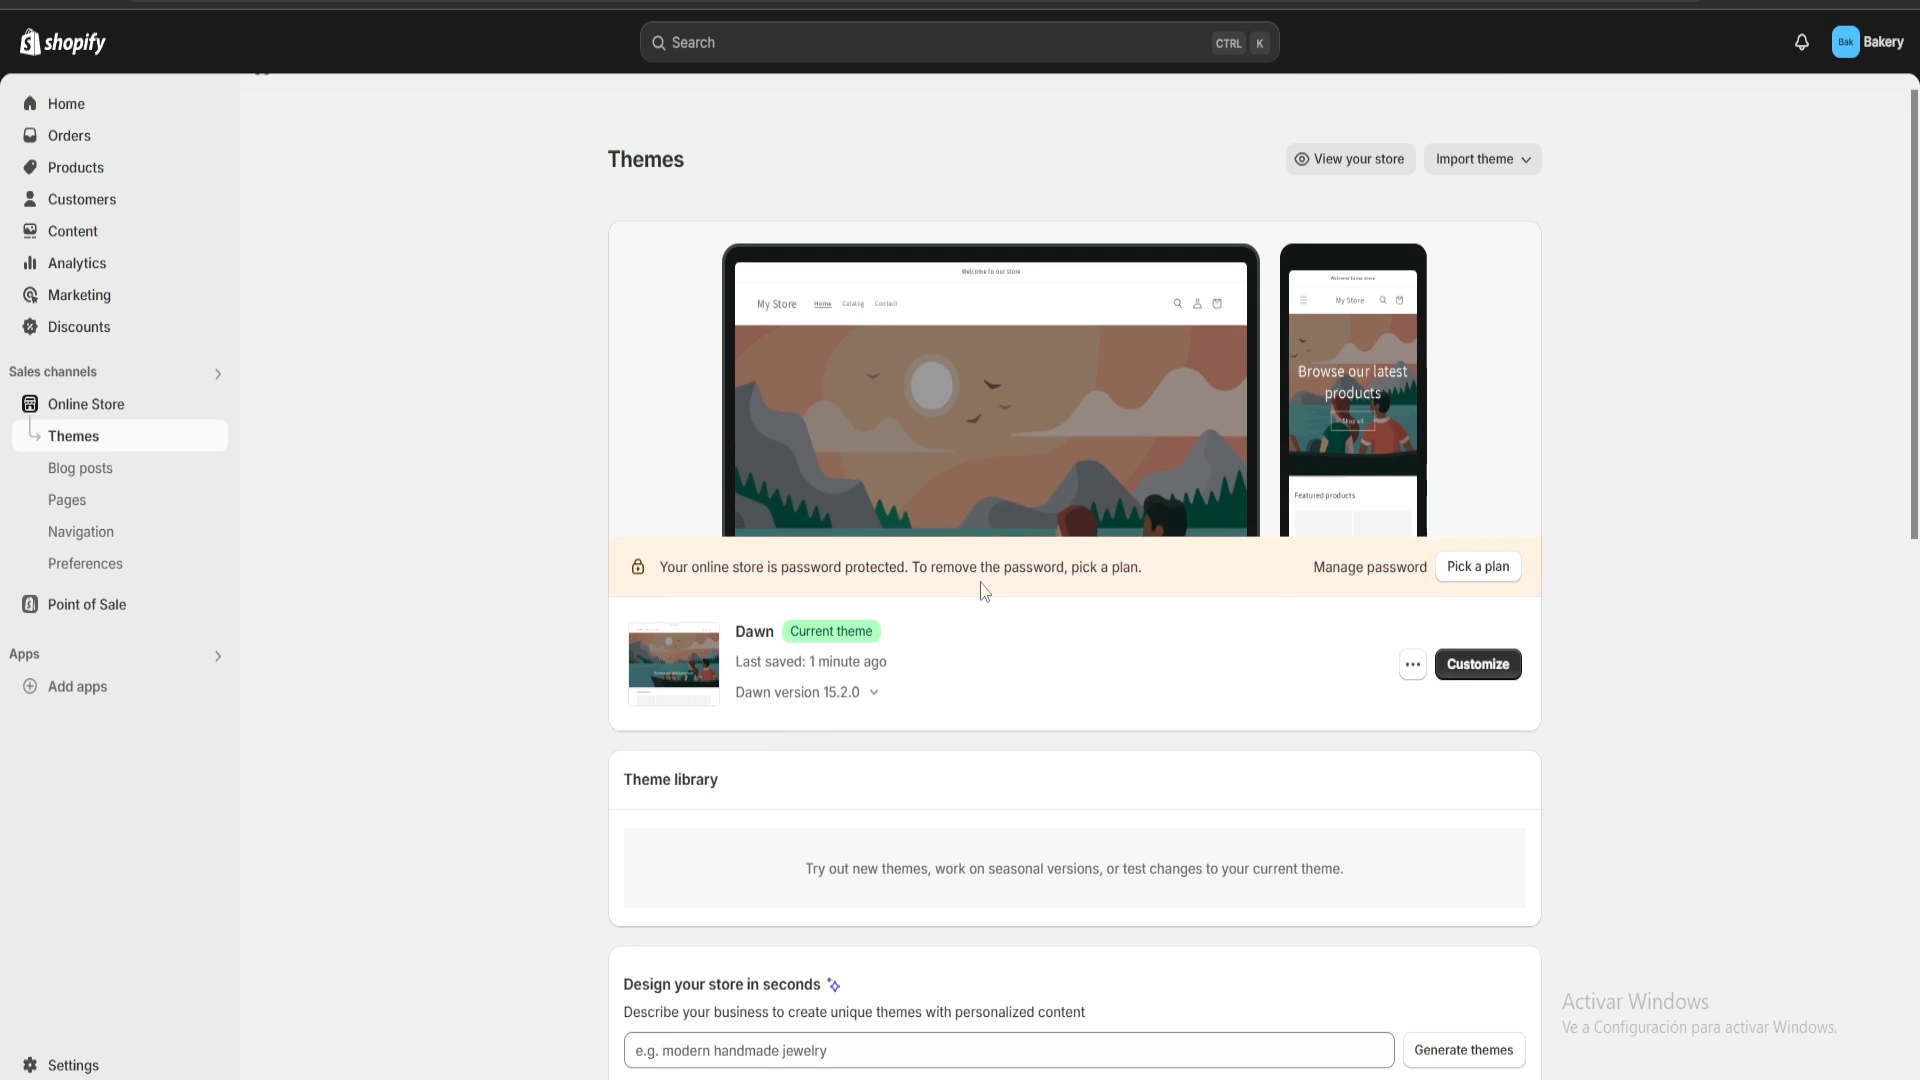 shopify
Search
CTRL K
Bak
Bakery
Home
Orders
Products
Customers
Content
Analytics
Marketing
Discounts
Sales channels
Online Store
Themes
Blog posts
Pages
Navigation
Preferences
Point of Sale
Apps
Add apps
Settings
Themes
View your store
Import theme
Welcome to our store
My Store Home Catalog Contact
Welcome to our store
My Store
Browse our latest
products
Shop all
Featured products
Your online store is password protected. To remove the password, pick a plan.
Manage password
Pick a plan
Dawn Current theme
Last saved: 1 minute ago
Dawn version 15.2.0
Customize
Theme library
Try out new themes, work on seasonal versions, or test changes to your current theme.
Design your store in seconds
Describe your business to create unique themes with personalized content
e.g. modern handmade jewelry
Generate themes
Activar Windows
Ve a Configuración para activar Windows.